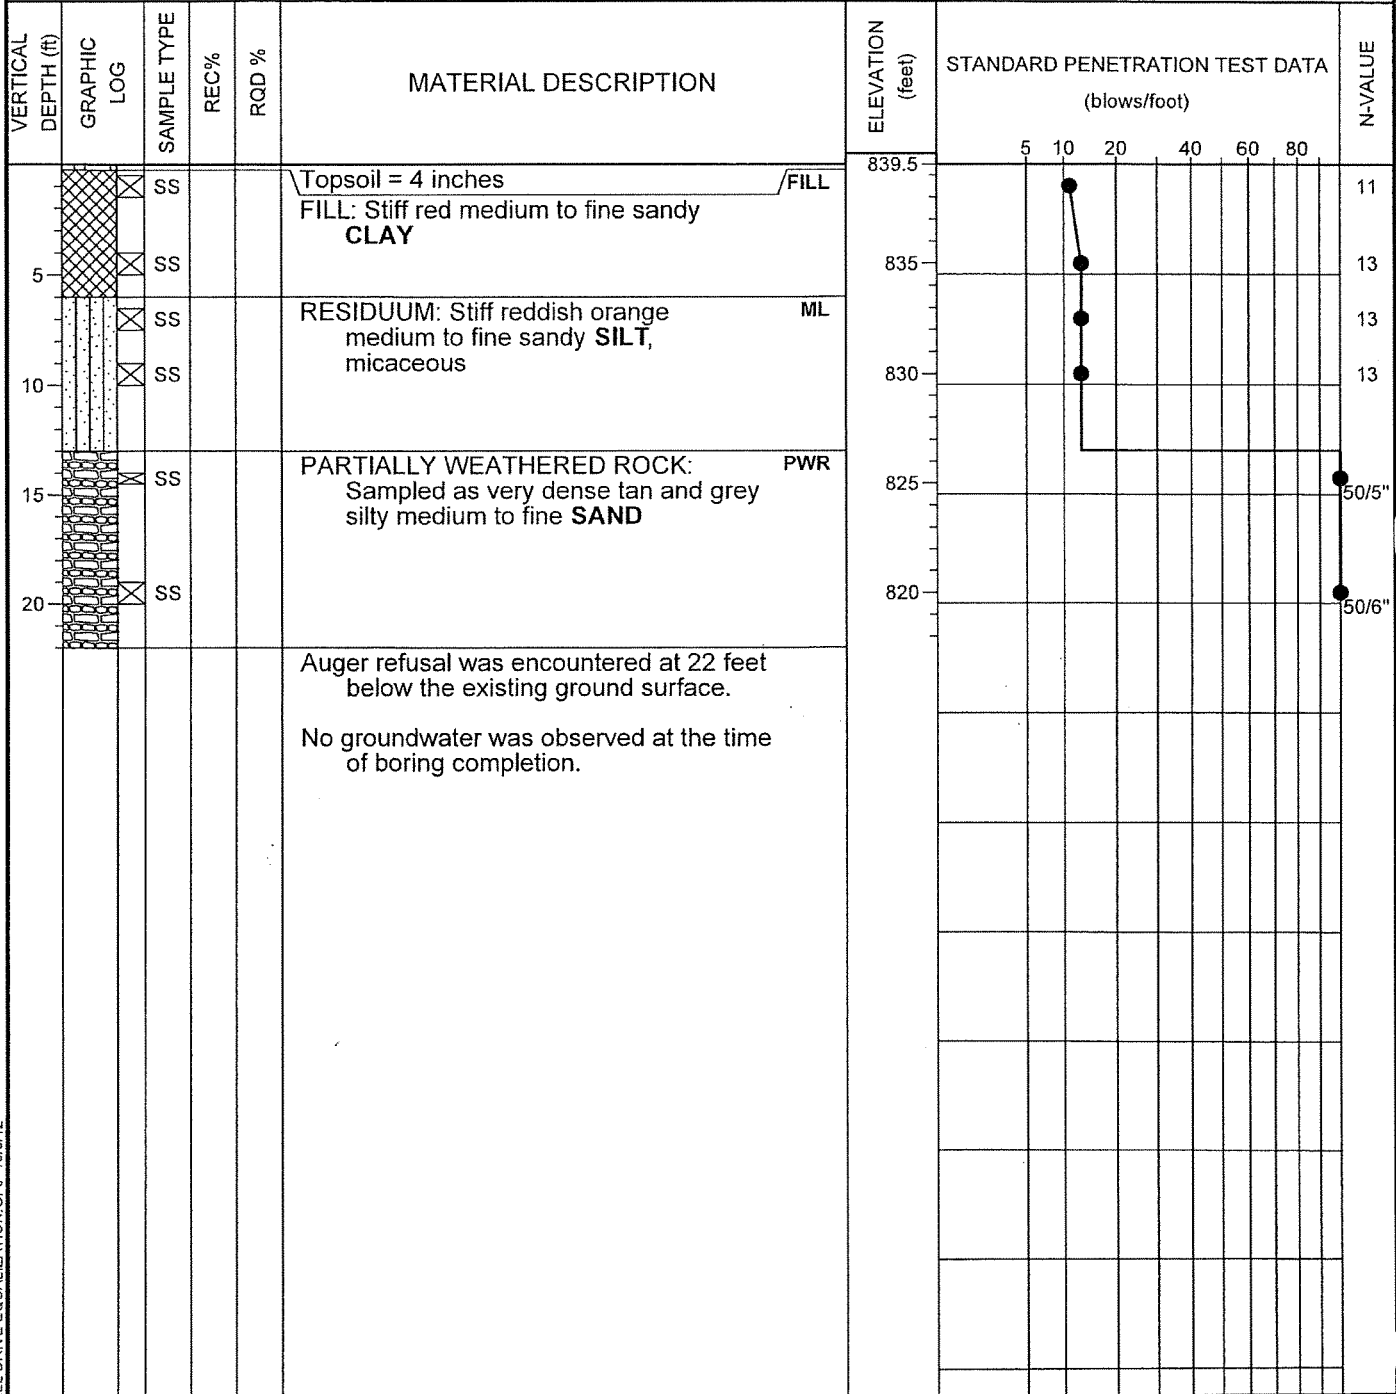 VERTICAL
DEPTH (ft)
GRAPHIC
LOG
SAMPLE TYPE
REC%
RQD %
MATERIAL DESCRIPTION
ELEVATION
(feet)
STANDARD PENETRATION TEST DATA
(blows/foot)
N-VALUE
5 10 20 40 60 80
839.5
SS
Topsoil = 4 inches
FILL
11
FILL: Stiff red medium to fine sandy
CLAY
5
SS
835
13
RESIDUUM: Stiff reddish orange
medium to fine sandy SILT,
micaceous
ML
SS
13
10
SS
830
13
PARTIALLY WEATHERED ROCK:
Sampled as very dense tan and grey
silty medium to fine SAND
PWR
15
SS
825
50/5"
20
SS
820
50/6"
Auger refusal was encountered at 22 feet
below the existing ground surface.
No groundwater was observed at the time
of boring completion.